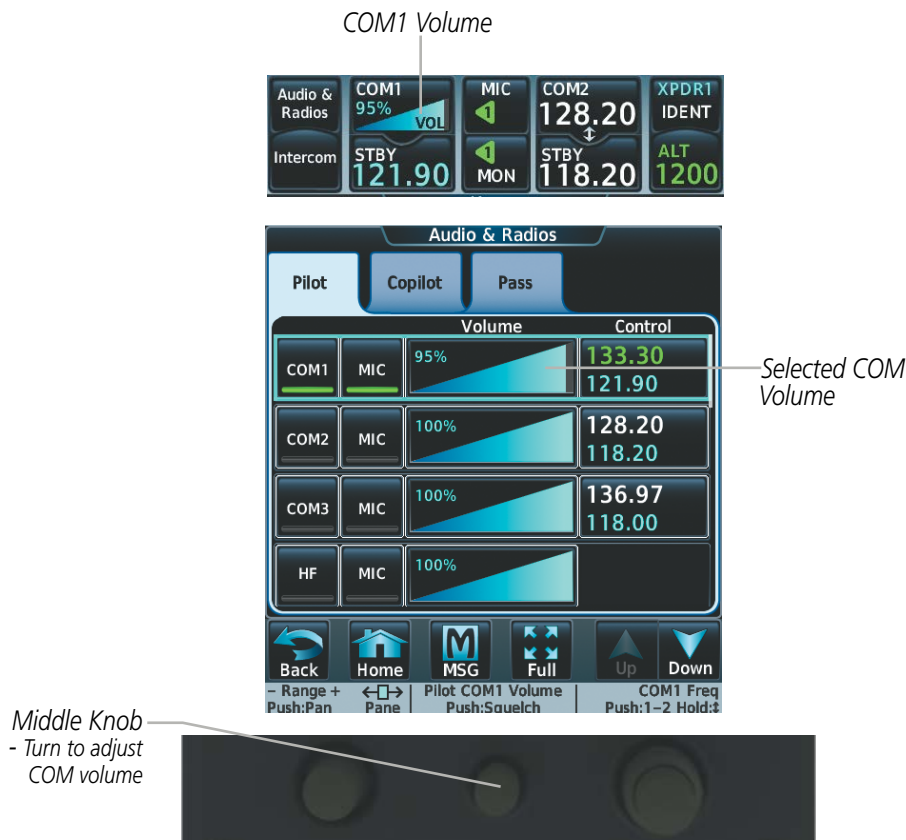 COM1 Volume
Audio & Radios
COM1
95%
VOL
MIC
1
COM2
128.20
XPDR1
IDENT
Intercom
STBY
121.90
1
MON
STBY
118.20
ALT
1200
Audio & Radios
Pilot
Copilot
Pass
Volume
Control
COM1
MIC
95%
133.30
121.90
Selected COM
Volume
COM2
MIC
100%
128.20
118.20
COM3
MIC
100%
136.97
118.00
HF
MIC
100%
Back
Home
MSG
Full
Up
Down
– Range +
Push:Pan
Pane
Pilot COM1 Volume
Push:Squelch
COM1 Freq
Push:1–2 Hold:↕
Middle Knob
- Turn to adjust
COM volume